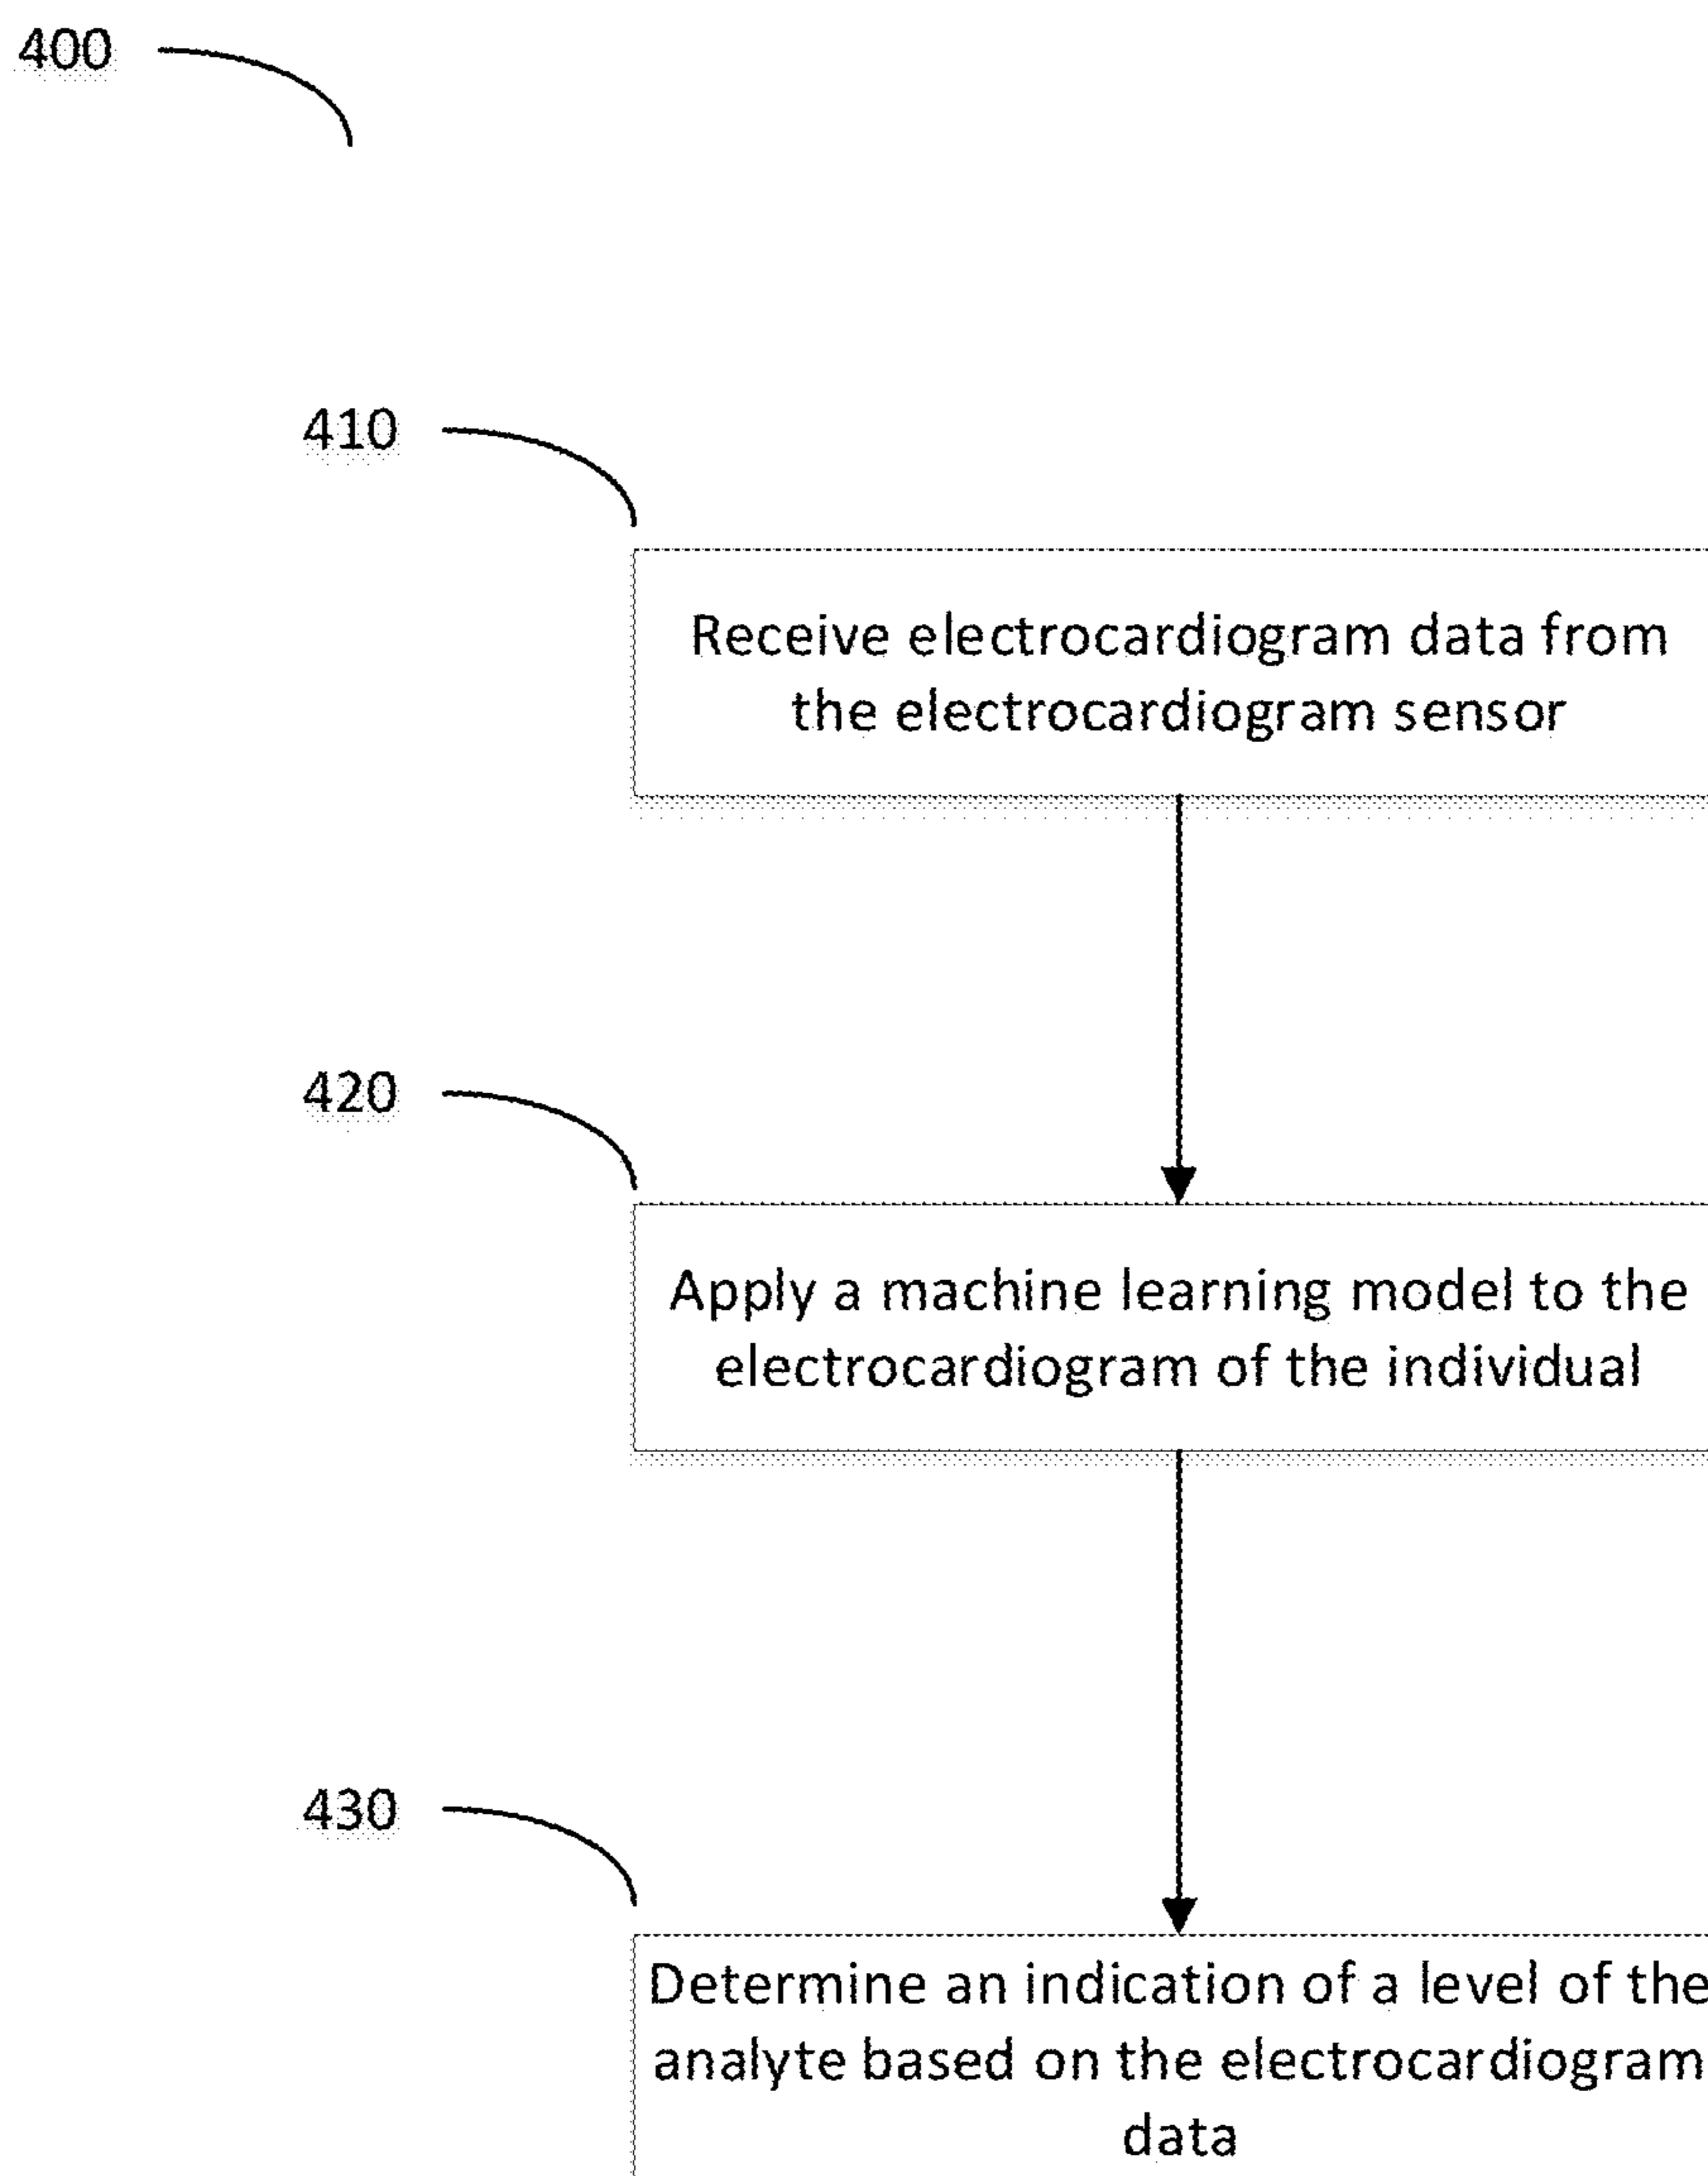 400
410
Receive electrocardiogram data from
the electrocardiogram sensor
420
Apply a machine learning model to the
electrocardiogram of the individual
430
Determine an indication of a level of the
analyte based on the electrocardiogram
data